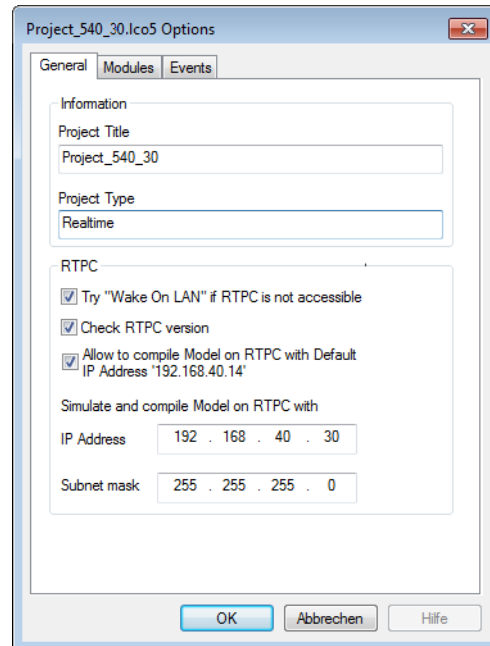 Project_540_30.lco5 Options
General Modules Events
Information
Project Title
Project_540_30
Project Type
Realtime
RTPC
Try "Wake On LAN" if RTPC is not accessible
Check RTPC version
Allow to compile Model on RTPC with Default
IP Address '192.168.40.14'
Simulate and compile Model on RTPC with
IP Address 192 . 168 . 40 . 30
Subnet mask 255 . 255 . 255 . 0
OK Abbrechen Hilfe